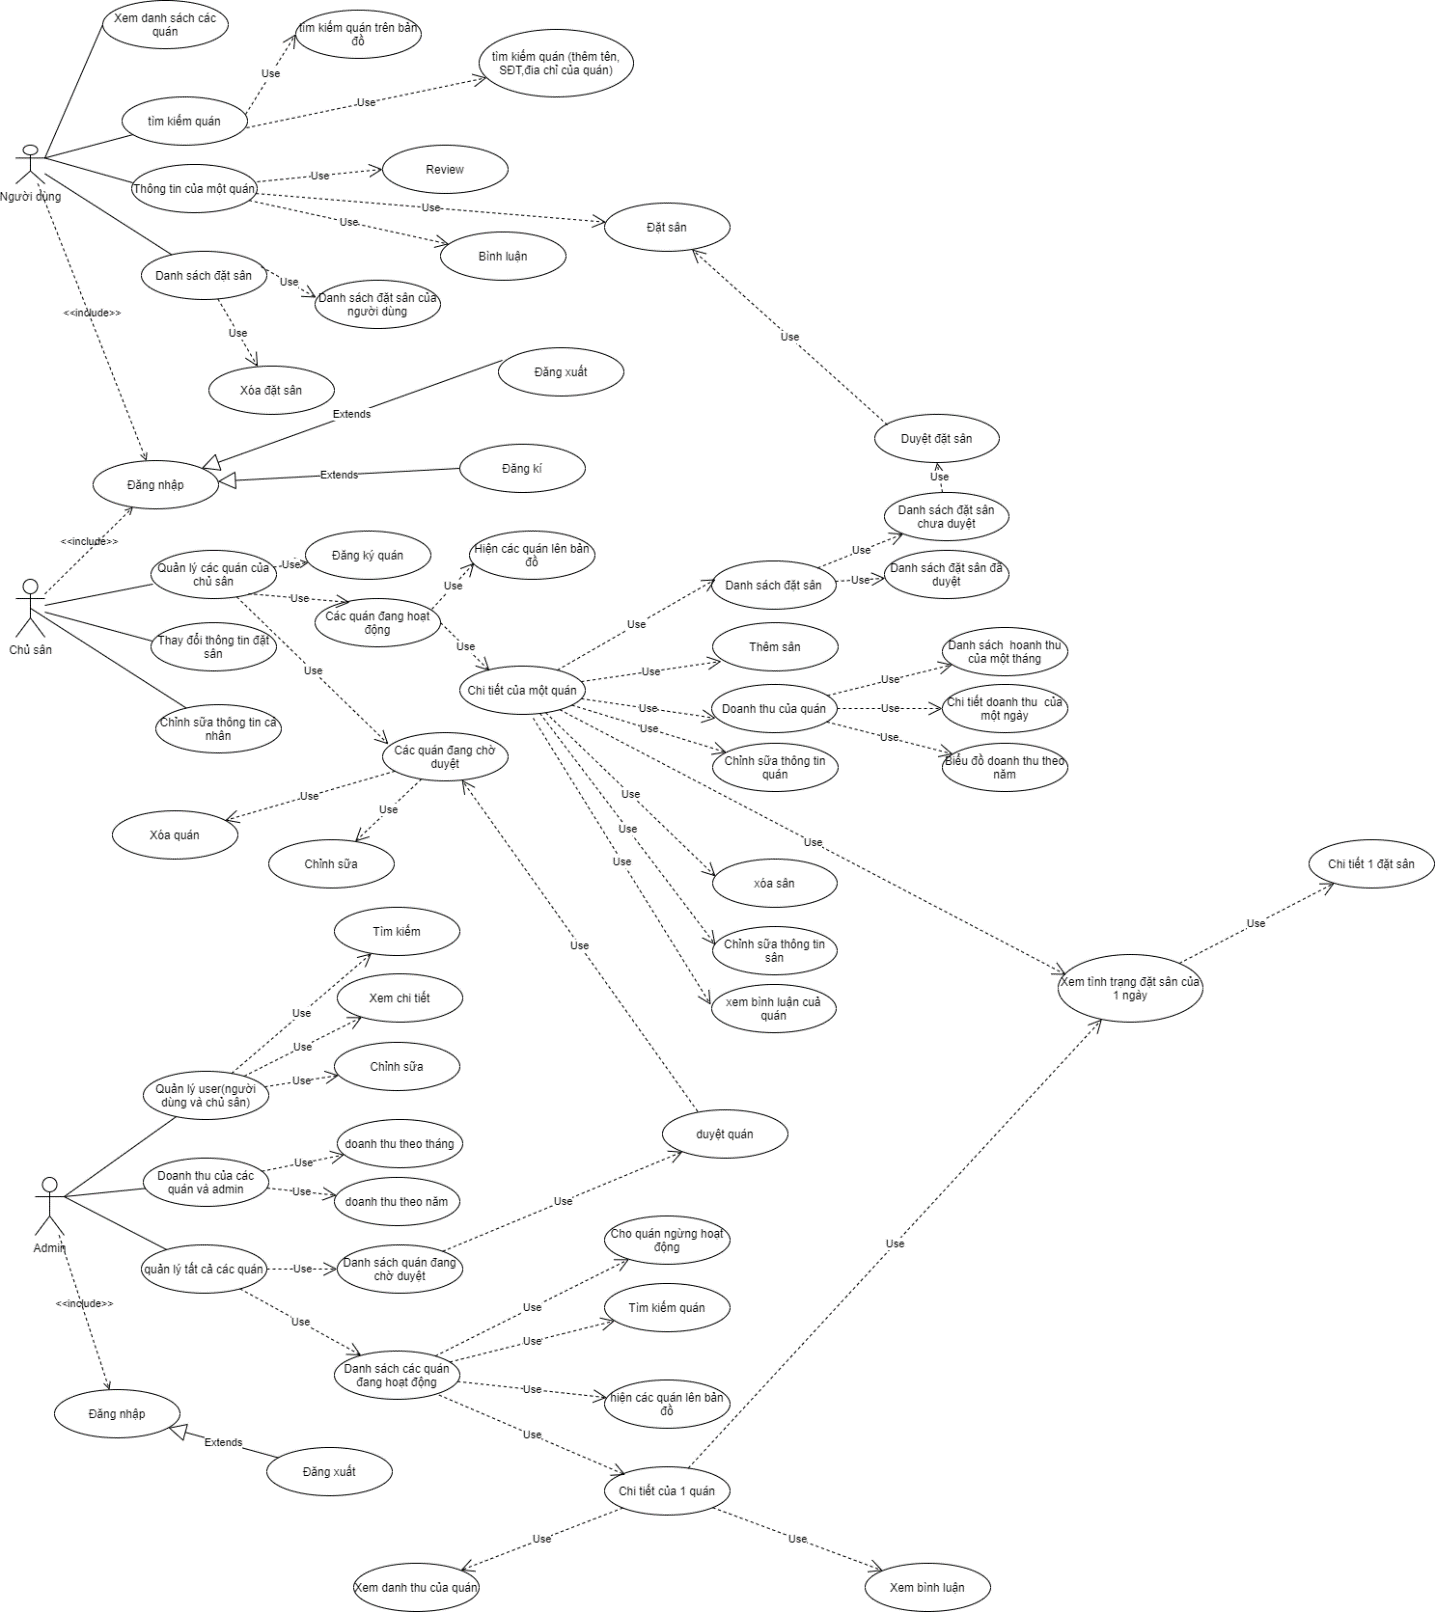 Xem danh sách các
quán
tìm kiếm quán trên bản
đồ
Use
tìm kiếm quán (thêm tên,
SĐT,đia chỉ của quán)
Use
tìm kiếm quán
Người dùng
Thông tin của một quán
Use
Review
Use
Đặt sân
Use
Bình luận
Danh sách đặt sân
Use
Danh sách đặt sân của
người dùng
Use
Xóa đặt sân
<<include>>
Use
Đăng xuất
Extends
Duyệt đặt sân
Đăng kí
Extends
Đăng nhập
Use
Danh sách đặt sân
chưa duyệt
<<include>>
Quản lý các quán của
chủ sân
Use
Đăng ký quán
Hiện các quán lên bản
đồ
Use
Use
Các quán đang hoạt
động
Danh sách đặt sân
Use
Use
Danh sách đặt sân đã
duyệt
Chủ sân
Thay đổi thông tin đặt
sân
Use
Use
Use
Thêm sân
Use
Danh sách  hoanh thu
của một tháng
Use
Chi tiết của một quán
Use
Doanh thu của quán
Use
Chi tiết doanh thu  của
một ngày
Chỉnh sữa thông tin cá
nhân
Use
Chỉnh sữa thông tin
quán
Use
Biểu đồ doanh thu theo
năm
Các quán đang chờ
duyệt
Use
Use
Use
Xóa quán
Chỉnh sữa
Use
Use
Use
xóa sân
Chi tiết 1 đặt sân
Tìm kiếm
Use
Chỉnh sữa thông tin
sân
Use
Xem chi tiết
xem bình luận cuả
quán
Xem tình trạng đặt sân của
1 ngày
Use
Use
Chỉnh sữa
Use
Quản lý user(người
dùng và chủ sân)
duyệt quán
doanh thu theo tháng
Use
Doanh thu của các
quán và admin
Use
doanh thu theo năm
Use
Admin
Cho quán ngừng hoạt
động
Use
quản lý tất cả các quán
Use
Danh sách quán đang
chờ duyệt
<<include>>
Use
Use
Tìm kiếm quán
Use
Danh sách các quán
đang hoạt động
Use
hiện các quán lên bản
đồ
Đăng nhập
Extends
Use
Đăng xuất
Chi tiết của 1 quán
Use
Use
Xem danh thu của quán
Xem bình luận